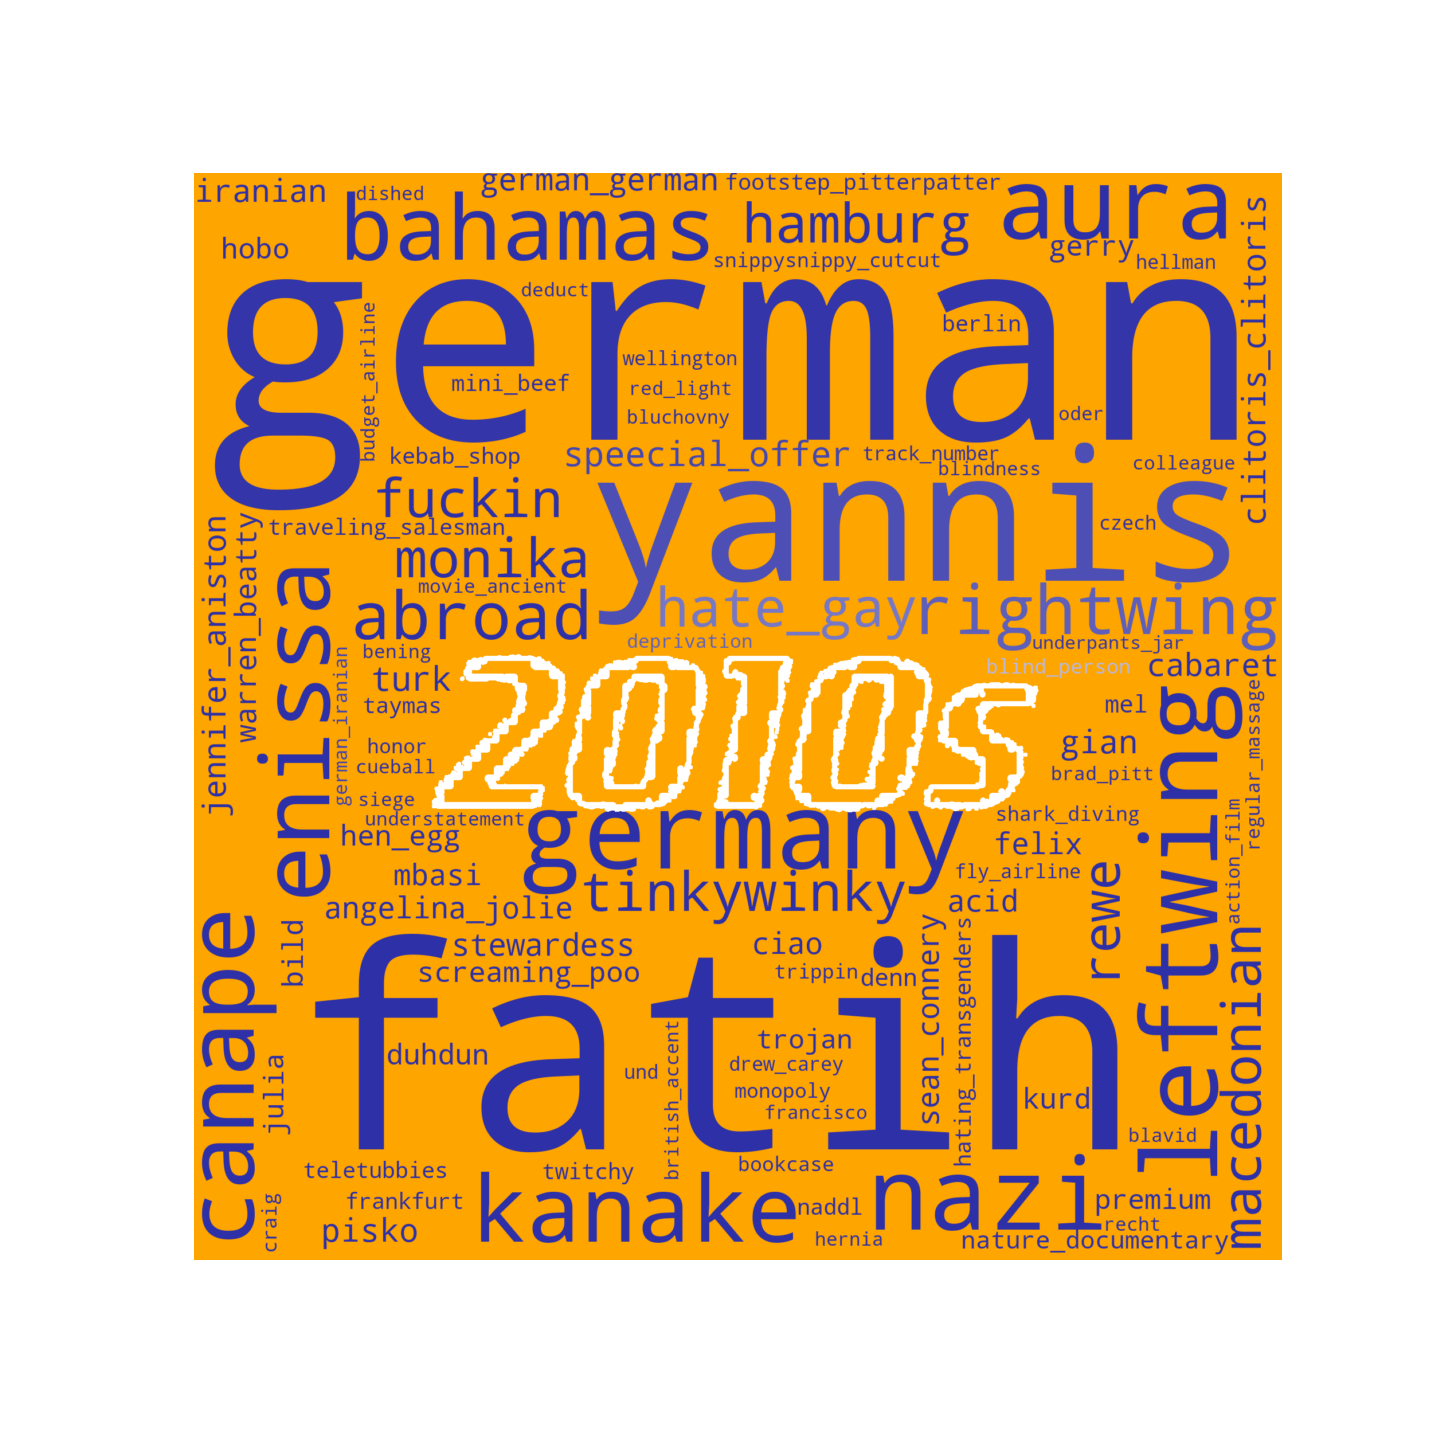 german_german
footstep_pitterpatter
iranian
dished
aura
bahamas
hamburg
hobo
gerry
snippysnippy_cutcut
hellman
clitoris_clitoris
german
deduct
berlin
budget_airline
wellington
mini_beef
red_light
bluchovny
oder
kebab_shop
speecial_offer
track_number
blindness
colleague
yannis
fuckin
traveling_salesman
czech
jennifer_aniston
warren_beatty
monika
movie_ancient
enissa
abroad
hate_gay
rightwing
deprivation
underpants_jar
bening
german_iranian
blind_person
cabaret
turk
taymas
2010s
mel
leftwing
regular_massage
honor
gian
cueball
brad_pitt
siege
understatement
shark_diving
germany
hen_egg
felix
action_film
mbasi
tinkywinky
fly_airline
rewe
angelina_jolie
acid
canape
bild
stewardess
ciao
sean_connery
hating_transgenders
macedonian
screaming_poo
trippin
denn
fatih
duhdun
trojan
julia
und
british_accent
drew_carey
monopoly
francisco
kurd
blavid
teletubbies
twitchy
bookcase
craig
frankfurt
kanake
naddl
nazi
premium
pisko
hernia
recht
nature_documentary